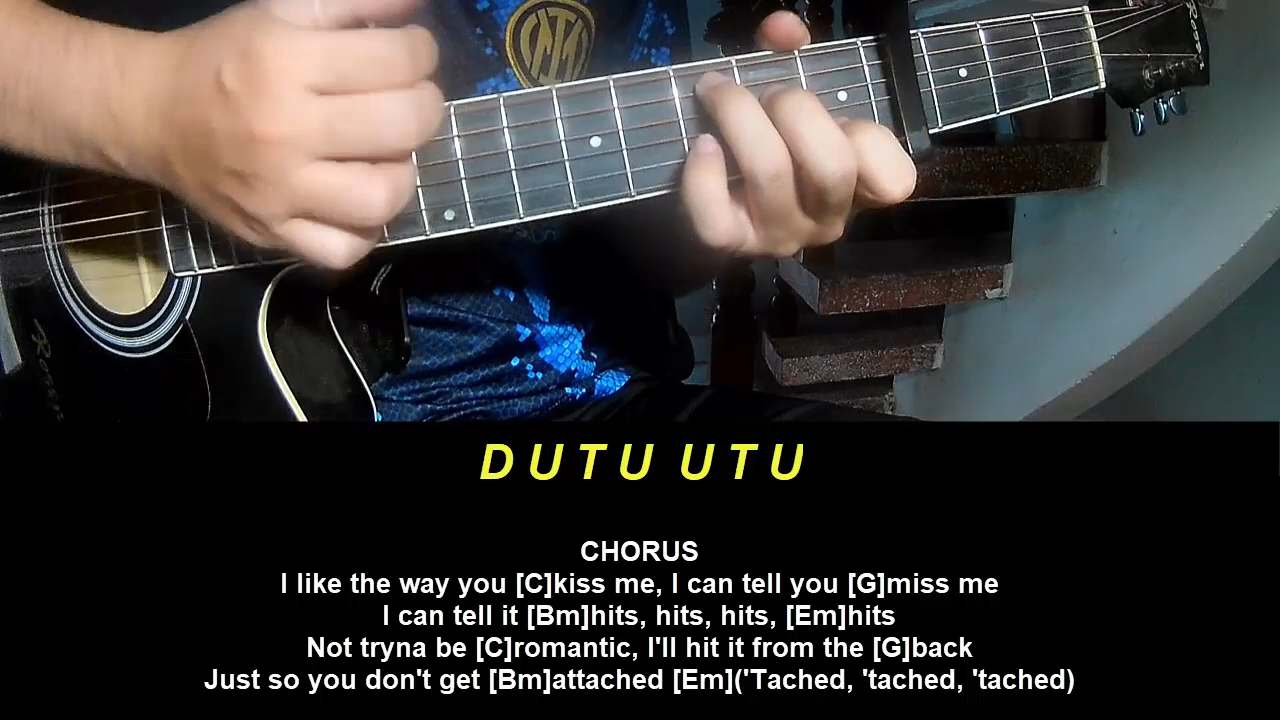 D U T U U T U
CHORUS
I like the way you [C]kiss me, I can tell you [G]miss me
I can tell it [Bm]hits, hits, hits, [Em]hits
Not tryna be [C]romantic, I'll hit it from the [G]back
Just so you don't get [Bm]attached [Em]('Tached, 'tached, 'tached)